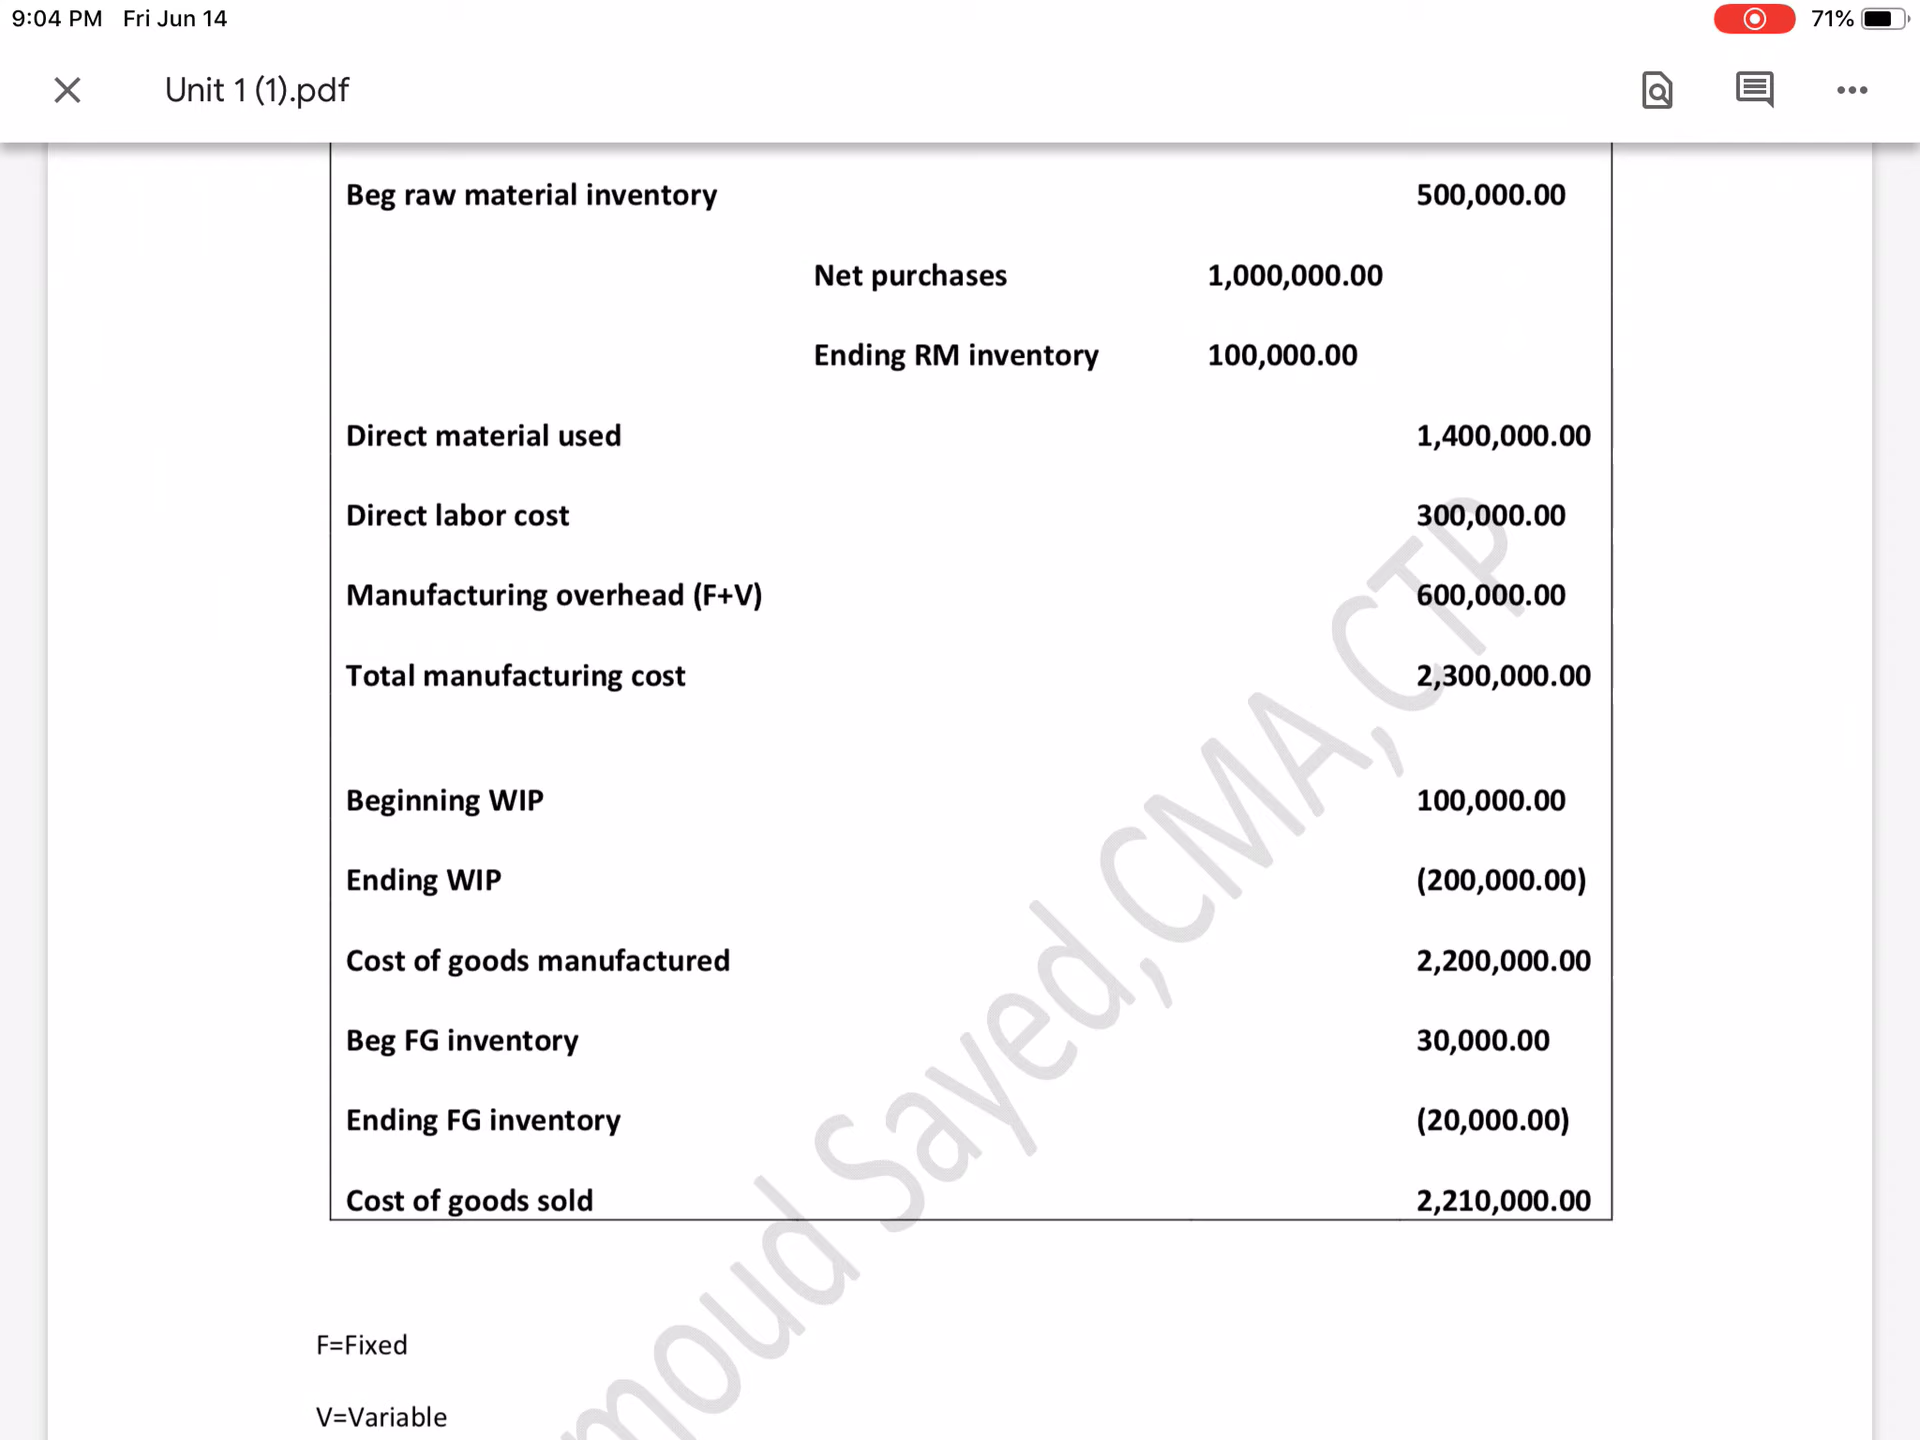 9:04 PM Fri Jun 14 71%
Unit 1 (1).pdf
Beg raw material inventory 500,000.00
Net purchases 1,000,000.00
Ending RM inventory 100,000.00
Direct material used 1,400,000.00
Direct labor cost 300,000.00
Manufacturing overhead (F+V) 600,000.00
Total manufacturing cost 2,300,000.00
Beginning WIP 100,000.00
Ending WIP (200,000.00)
Cost of goods manufactured 2,200,000.00
Beg FG inventory 30,000.00
Ending FG inventory (20,000.00)
Cost of goods sold 2,210,000.00
F=Fixed
V=Variable
moud Sayed,CMA,CTP